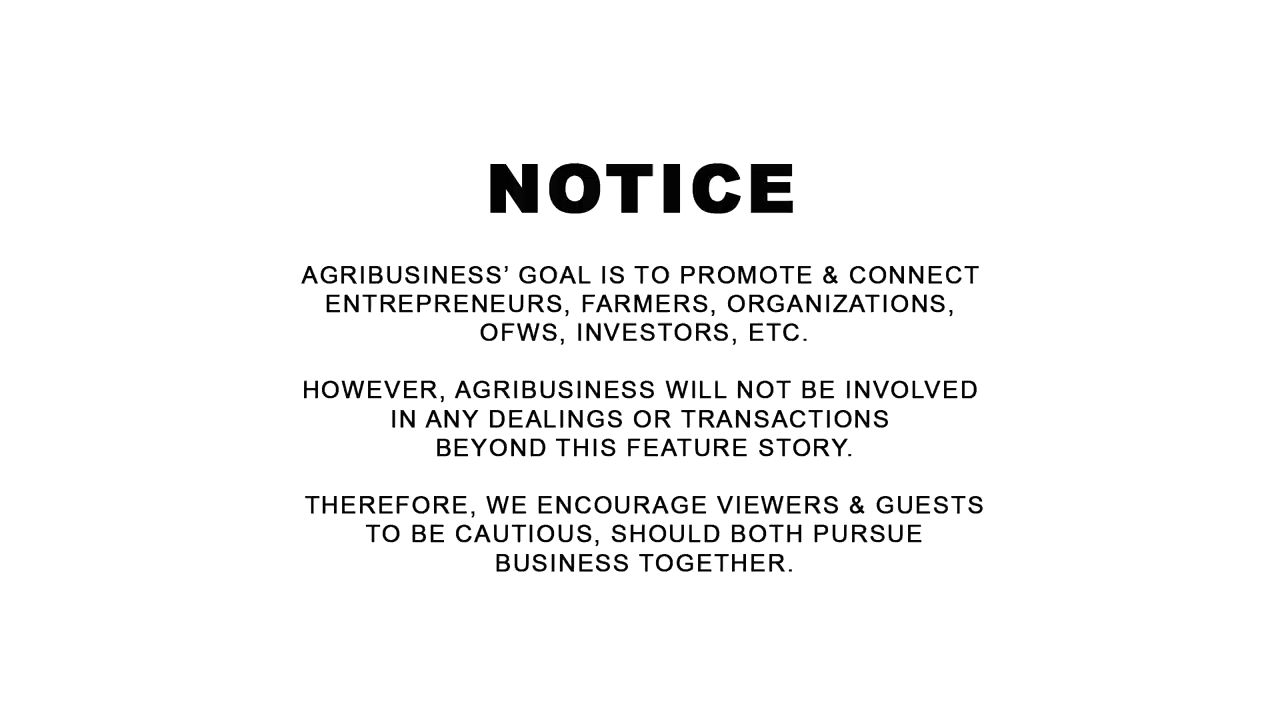 NOTICE
AGRIBUSINESS’ GOAL IS TO PROMOTE & CONNECT
ENTREPRENEURS, FARMERS, ORGANIZATIONS,
OFWS, INVESTORS, ETC.
HOWEVER, AGRIBUSINESS WILL NOT BE INVOLVED
IN ANY DEALINGS OR TRANSACTIONS
BEYOND THIS FEATURE STORY.
THEREFORE, WE ENCOURAGE VIEWERS & GUESTS
TO BE CAUTIOUS, SHOULD BOTH PURSUE
BUSINESS TOGETHER.